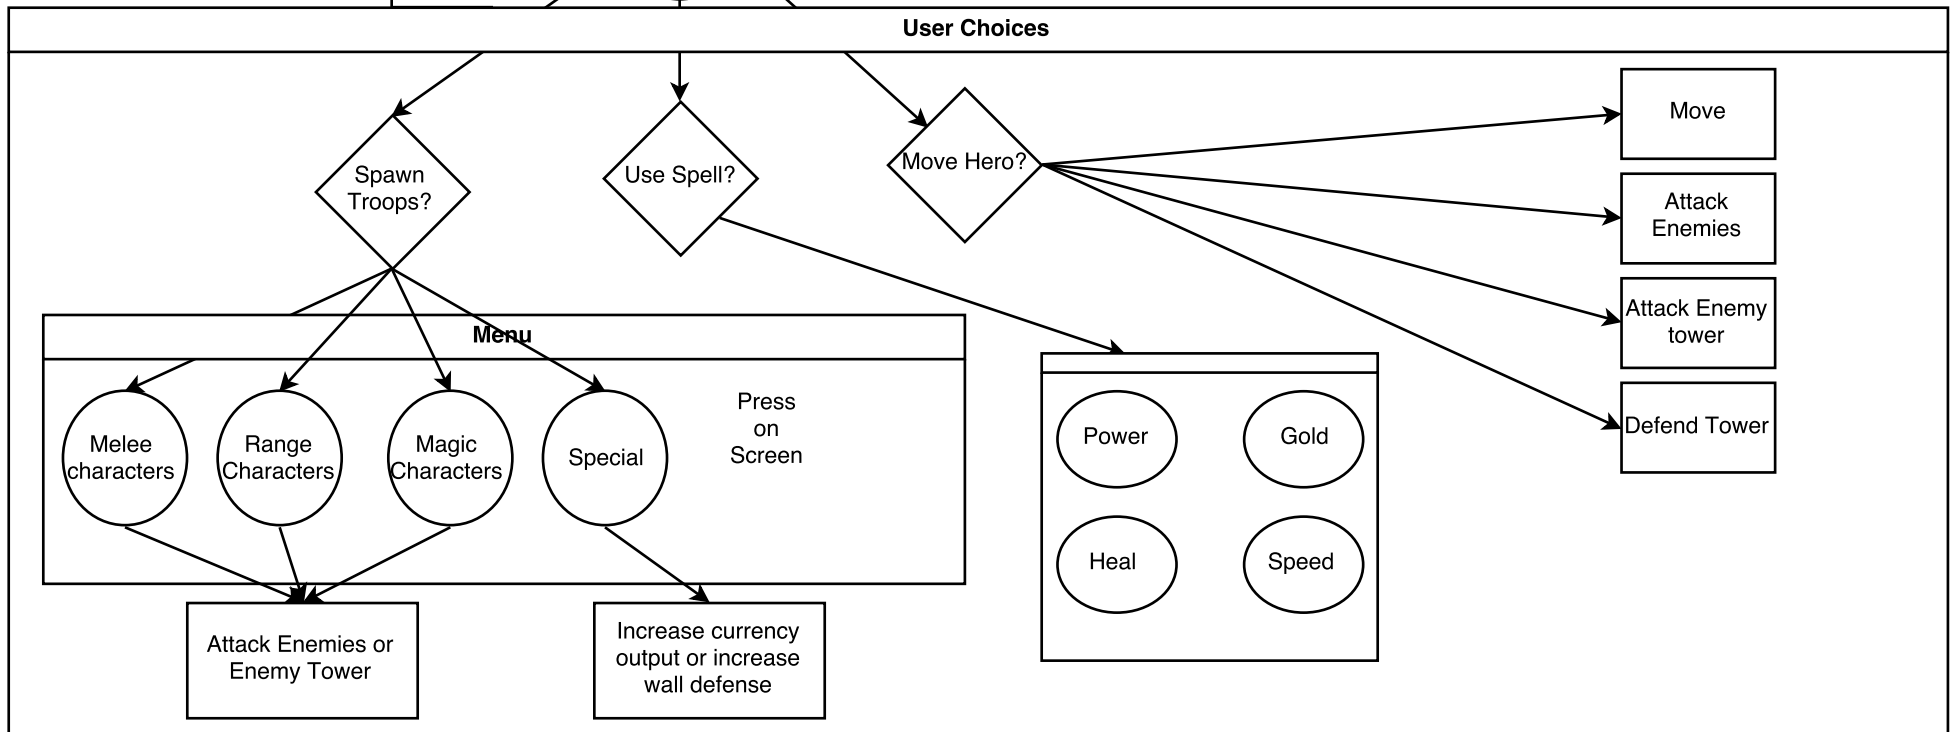 User Choices
Spawn
Troops?
Use Spell?
Move Hero?
Move
Attack
Enemies
Attack Enemy
tower
Defend Tower
Menu
Melee
characters
Range
Characters
Magic
Characters
Special
Press
on
Screen
Power
Gold
Heal
Speed
Attack Enemies or
Enemy Tower
Increase currency
output or increase
wall defense